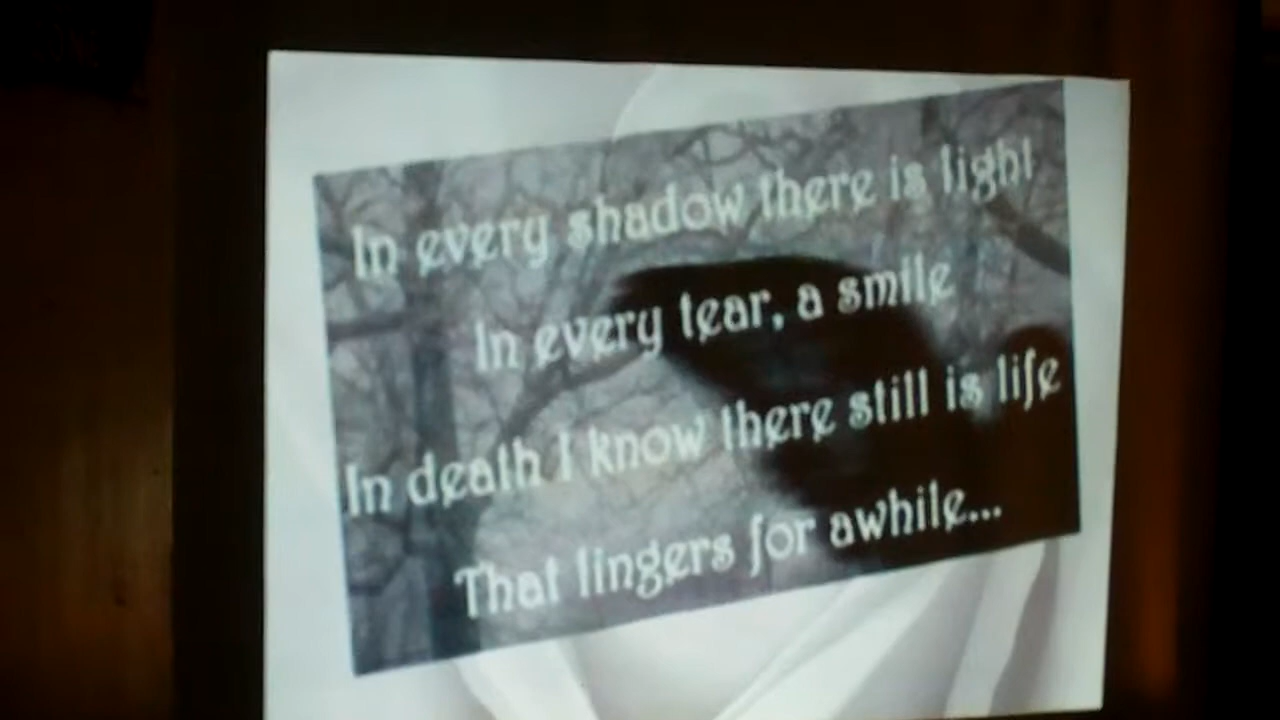 In every shadow there is light
In every tear, a smile
In death I know there still is life
That lingers for awhile...